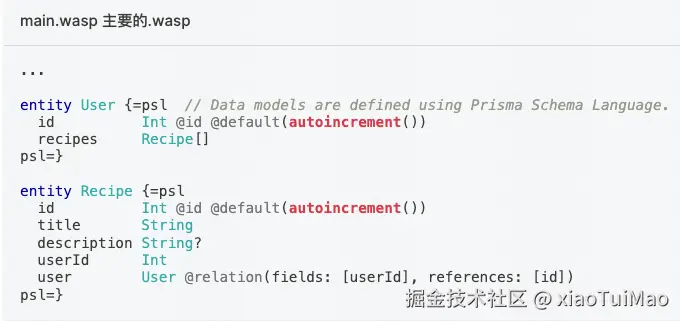 main.wasp 主要的.wasp
...
entity User {=psl  // Data models are defined using Prisma Schema Language.
  id          Int @id @default(autoincrement())
  recipes     Recipe[]
psl=}
entity Recipe {=psl
  id          Int @id @default(autoincrement())
  title       String
  description String?
  userId      Int
  user        User @relation(fields: [userId], references: [id])
psl=}
掘金技术社区 @ xiaoTuiMao